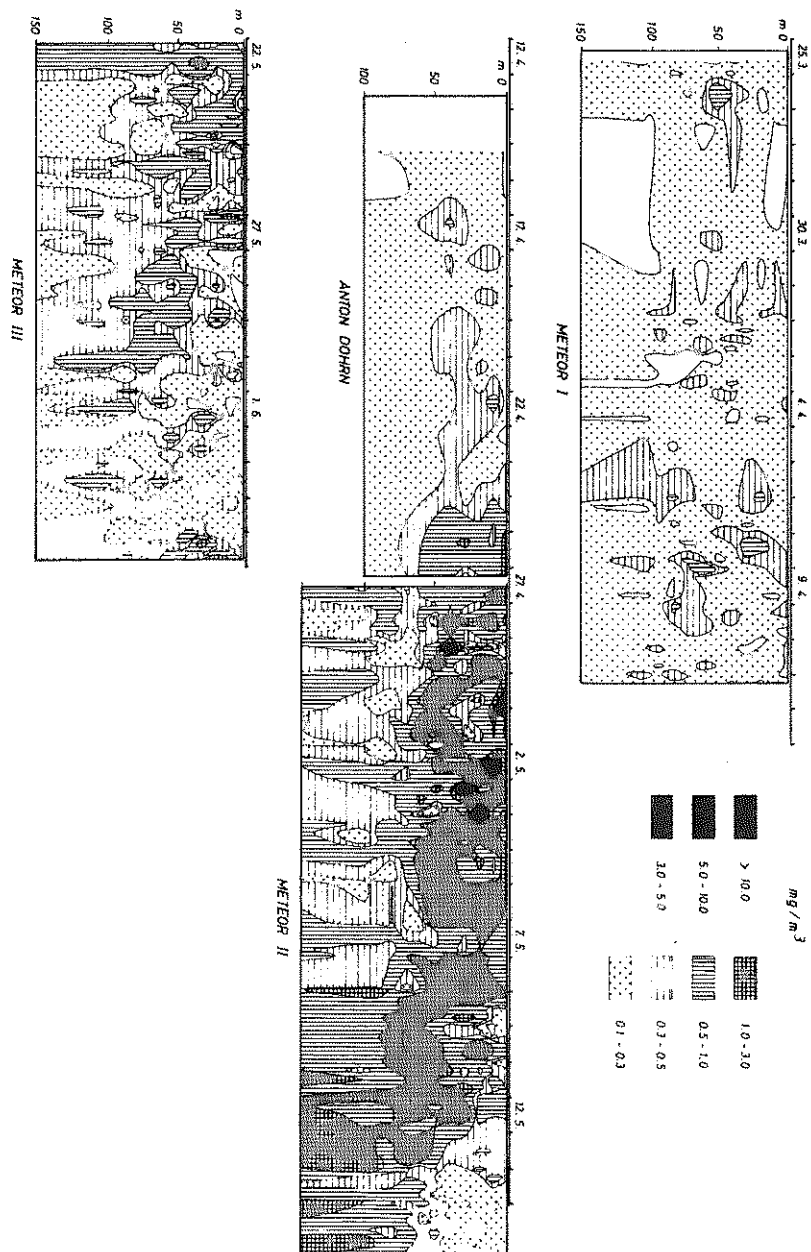 25.3. 30.3. 4.4. 9.4.
m 0
50
100
150
METEOR I
mg/m³
> 10.0 1.0 - 3.0
5.0 - 10.0 0.5 - 1.0
3.0 - 5.0 0.3 - 0.5
0.1 - 0.3
12.4. 17.4. 22.4. 27.4. 2.5. 7.5. 12.5.
m 0
50
100
ANTON DOHRN
METEOR II
22.5. 27.5. 1.6.
m 0
50
100
150
METEOR III